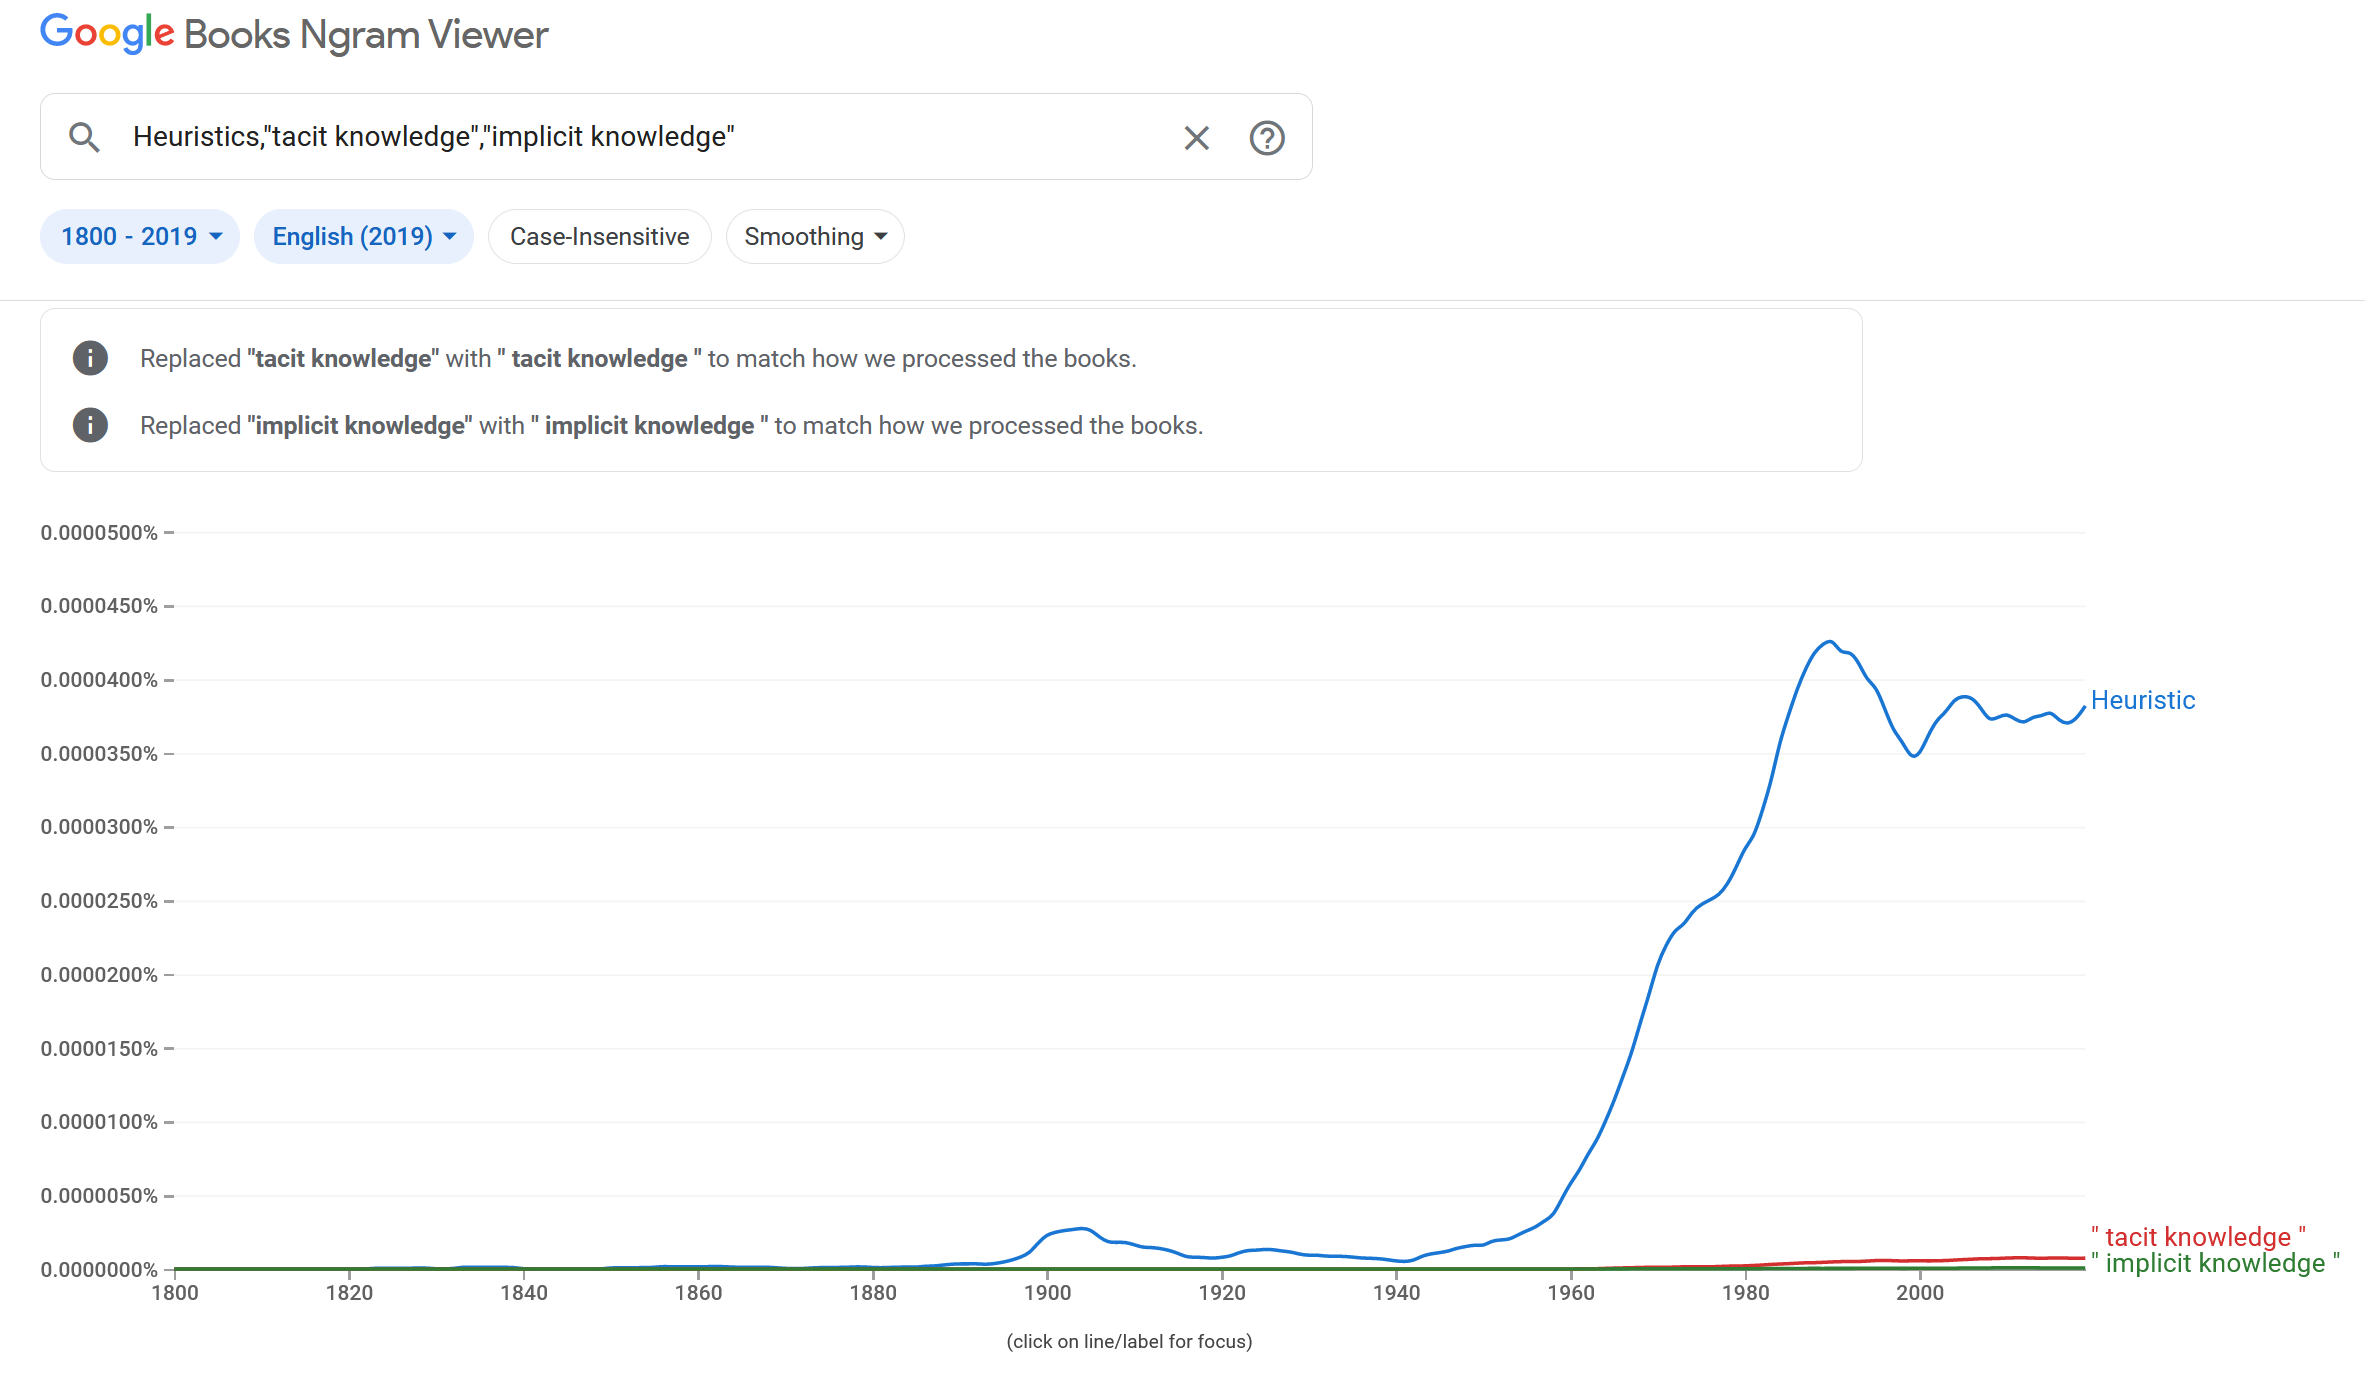 Google Books Ngram Viewer
Heuristics,"tacit knowledge","implicit knowledge"
1800 - 2019 English (2019) Case-Insensitive Smoothing
Replaced "tacit knowledge" with " tacit knowledge " to match how we processed the books.
Replaced "implicit knowledge" with " implicit knowledge " to match how we processed the books.
0.0000500%
0.0000450%
0.0000400%
0.0000350%
0.0000300%
0.0000250%
0.0000200%
0.0000150%
0.0000100%
0.0000050%
0.0000000%
Heuristic
" tacit knowledge "
" implicit knowledge "
1800 1820 1840 1860 1880 1900 1920 1940 1960 1980 2000
(click on line/label for focus)